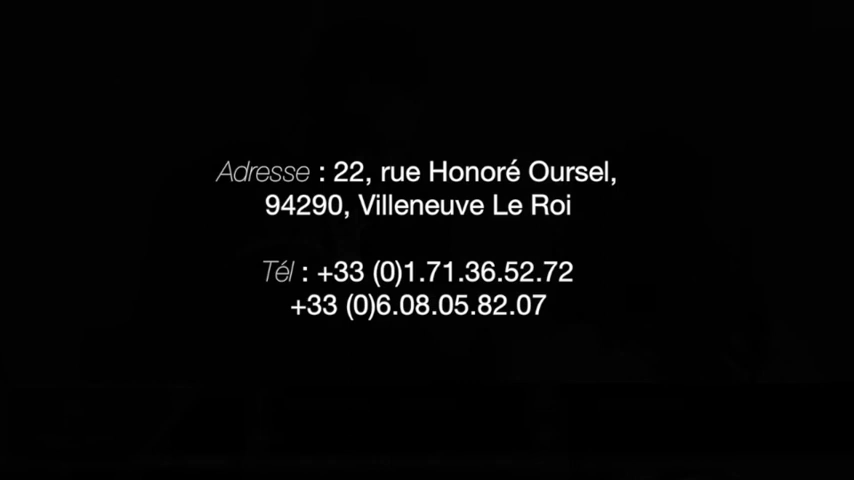 Adresse : 22, rue Honoré Oursel,
94290, Villeneuve Le Roi
Tél : +33 (0)1.71.36.52.72
+33 (0)6.08.05.82.07